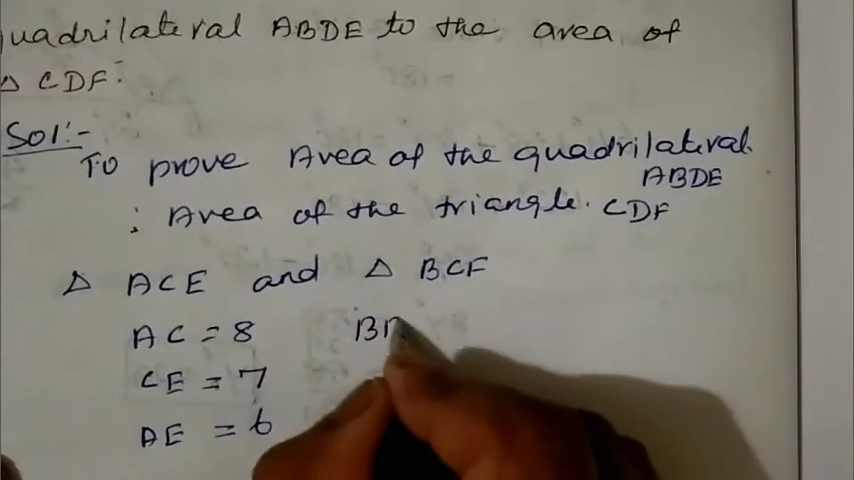 quadrilateral ABDE to the area of
△ CDF:
Sol:-
To prove Area of the quadrilateral.
ABDE
: Area of the triangle. CDF
△ ACE and △ BCF
AC = 8 B
CE = 7
AE = 6